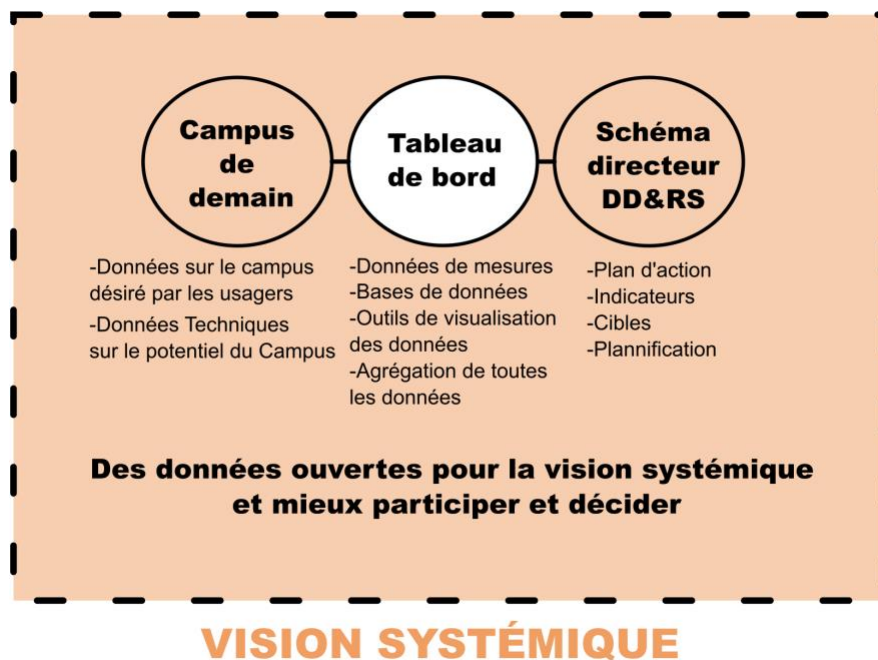 Campus
de
demain
Tableau
de bord
Schéma
directeur
DD&RS
-Données sur le campus
désiré par les usagers
-Données Techniques
sur le potentiel du Campus
-Données de mesures
-Bases de données
-Outils de visualisation
des données
-Agrégation de toutes
les données
-Plan d'action
-Indicateurs
-Cibles
-Plannification
Des données ouvertes pour la vision systémique
et mieux participer et décider
VISION SYSTÉMIQUE